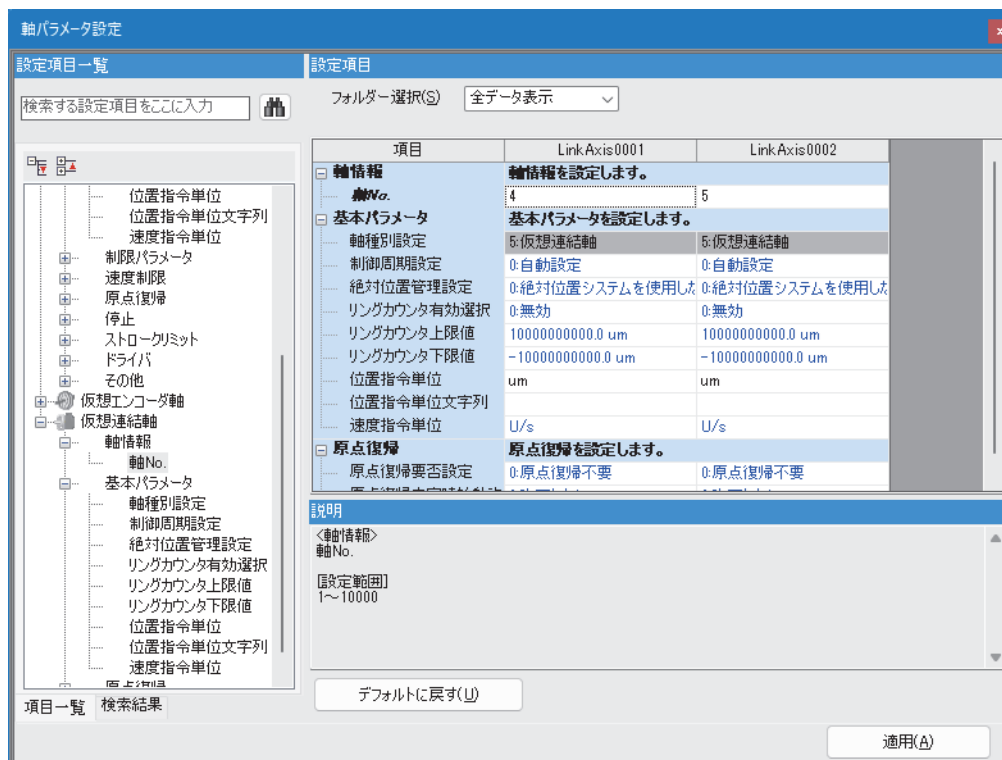 軸パラメータ設定
設定項目一覧
検索する設定項目をここに入力
位置指令単位
位置指令単位文字列
速度指令単位
制限パラメータ
速度制限
原点復帰
停止
ストロークリミット
ドライバ
その他
仮想エンコーダ軸
仮想連結軸
軸情報
軸No.
基本パラメータ
軸種別設定
制御周期設定
絶対位置管理設定
リングカウンタ有効選択
リングカウンタ上限値
リングカウンタ下限値
位置指令単位
位置指令単位文字列
速度指令単位
原点復帰
項目一覧 検索結果
設定項目
フォルダー選択(S) 全データ表示
項目 LinkAxis0001 LinkAxis0002
軸情報 軸情報を設定します。
軸No. 4 5
基本パラメータ 基本パラメータを設定します。
軸種別設定 5:仮想連結軸 5:仮想連結軸
制御周期設定 0:自動設定 0:自動設定
絶対位置管理設定 0:絶対位置システムを使用した 0:絶対位置システムを使用した
リングカウンタ有効選択 0:無効 0:無効
リングカウンタ上限値 10000000000.0 um 10000000000.0 um
リングカウンタ下限値 -10000000000.0 um -10000000000.0 um
位置指令単位 um um
位置指令単位文字列
速度指令単位 U/s U/s
原点復帰 原点復帰を設定します。
原点復帰要否設定 0:原点復帰不要 0:原点復帰不要
説明
<軸情報>
軸No.
[設定範囲]
1～10000
デフォルトに戻す(U)
適用(A)